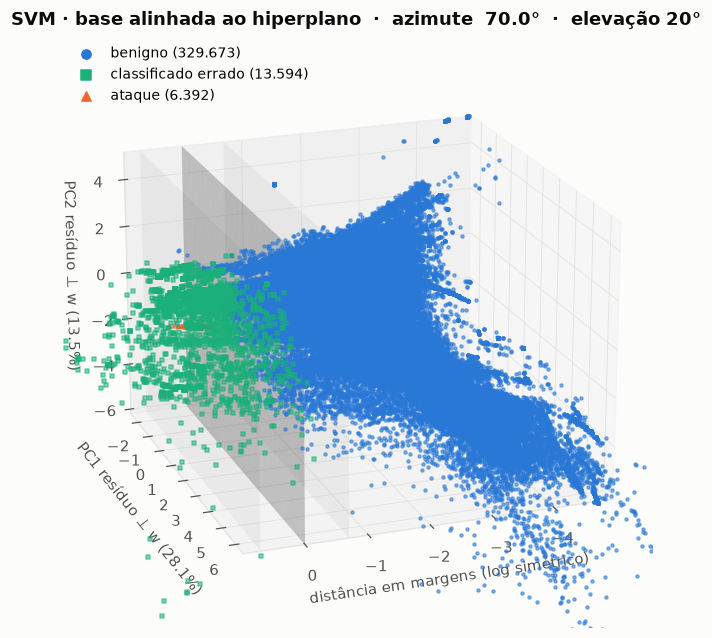 SVM · base alinhada ao hiperplano · azimute 70.0° · elevação 20°
benigno (329.673)
classificado errado (13.594)
ataque (6.392)
PC2 resíduo ⊥ w (13.5%)
4
2
0
−2
−4
−6
PC1 resíduo ⊥ w (28.1%)
−2
−1
0
1
2
3
4
5
6
0
−1
−2
−3
−4
distância em margens (log simétrico)